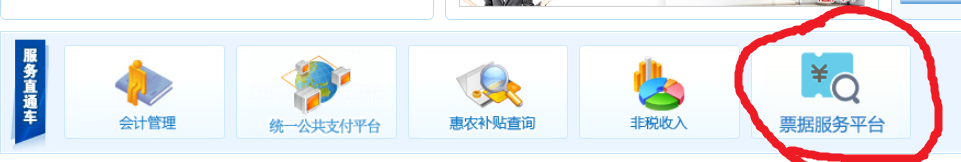 服务直通车
会计管理
统一公共支付平台
惠农补贴查询
非税收入
¥
票据服务平台